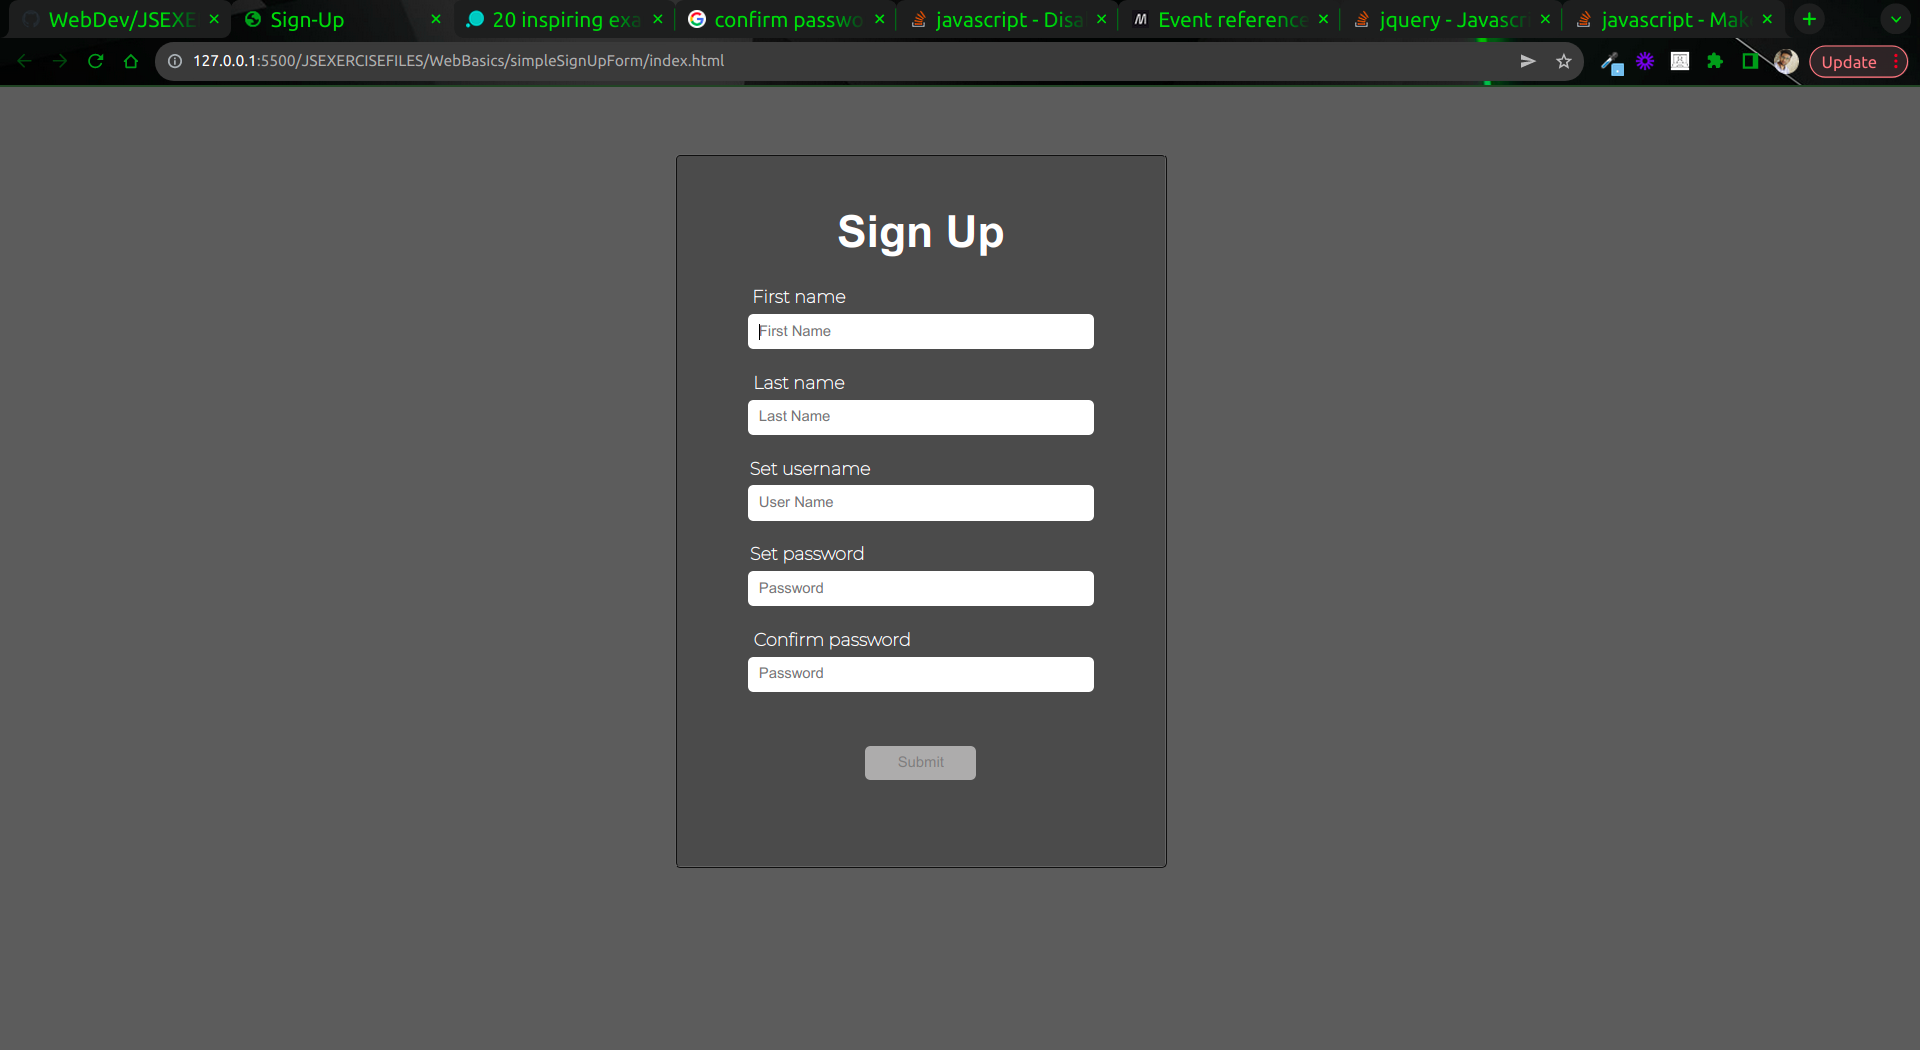 WebDev/JSEXE
Sign-Up
20 inspiring exa
confirm passwo
javascript - Disa
Event reference
jquery - Javascr
javascript - Mak
127.0.0.1:5500/JSEXERCISEFILES/WebBasics/simpleSignUpForm/index.html
Update
Sign Up
First name
First Name
Last name
Last Name
Set username
User Name
Set password
Password
Confirm password
Password
Submit